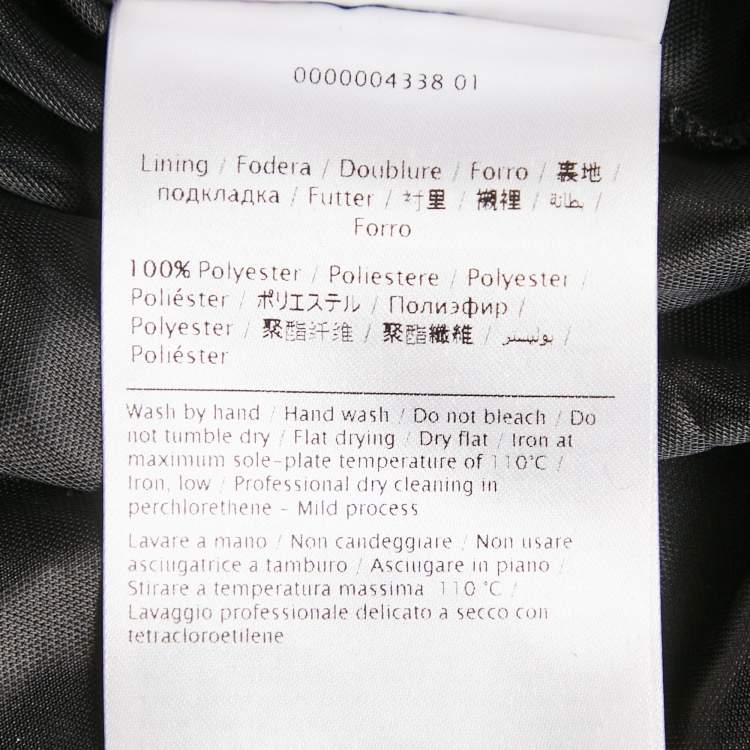 0000004338 01
Lining / Fodera / Doublure / Forro / 裏地 /
подкладка / Futter / 衬里 / 襯裡 / بطانة /
Forro
100% Polyester / Poliestere / Polyester /
Poliéster / ポリエステル / Полиэфир /
Polyester / 聚酯纤维 / 聚酯纖維 / بوليستر /
Poliéster
Wash by hand / Hand wash / Do not bleach / Do
not tumble dry / Flat drying / Dry flat / Iron at
maximum sole-plate temperature of 110°C /
Iron, low / Professional dry cleaning in
perchlorethene - Mild process
Lavare a mano / Non candeggiare / Non usare
asciugatrice a tamburo / Asciugare in piano /
Stirare a temperatura massima 110 °C /
Lavaggio professionale delicato a secco con
tetracloroetilene